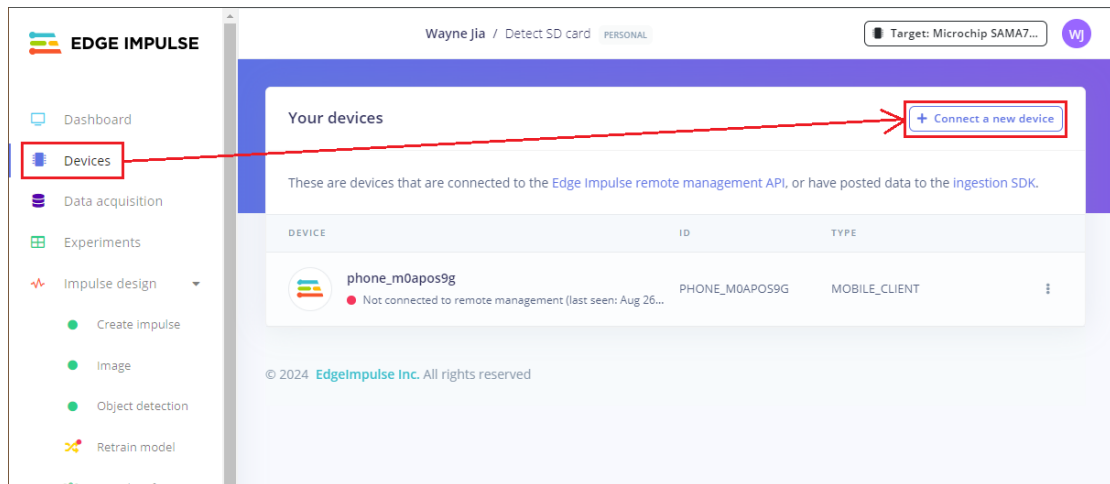 EDGE IMPULSE
Wayne Jia / Detect SD card PERSONAL
Target: Microchip SAMA7...
WJ
Dashboard
Devices
Data acquisition
Experiments
Impulse design
Create impulse
Image
Object detection
Retrain model
Your devices
+ Connect a new device
These are devices that are connected to the Edge Impulse remote management API, or have posted data to the ingestion SDK.
DEVICE ID TYPE
phone_m0apos9g
Not connected to remote management (last seen: Aug 26...
PHONE_M0APOS9G MOBILE_CLIENT
© 2024 EdgeImpulse Inc. All rights reserved